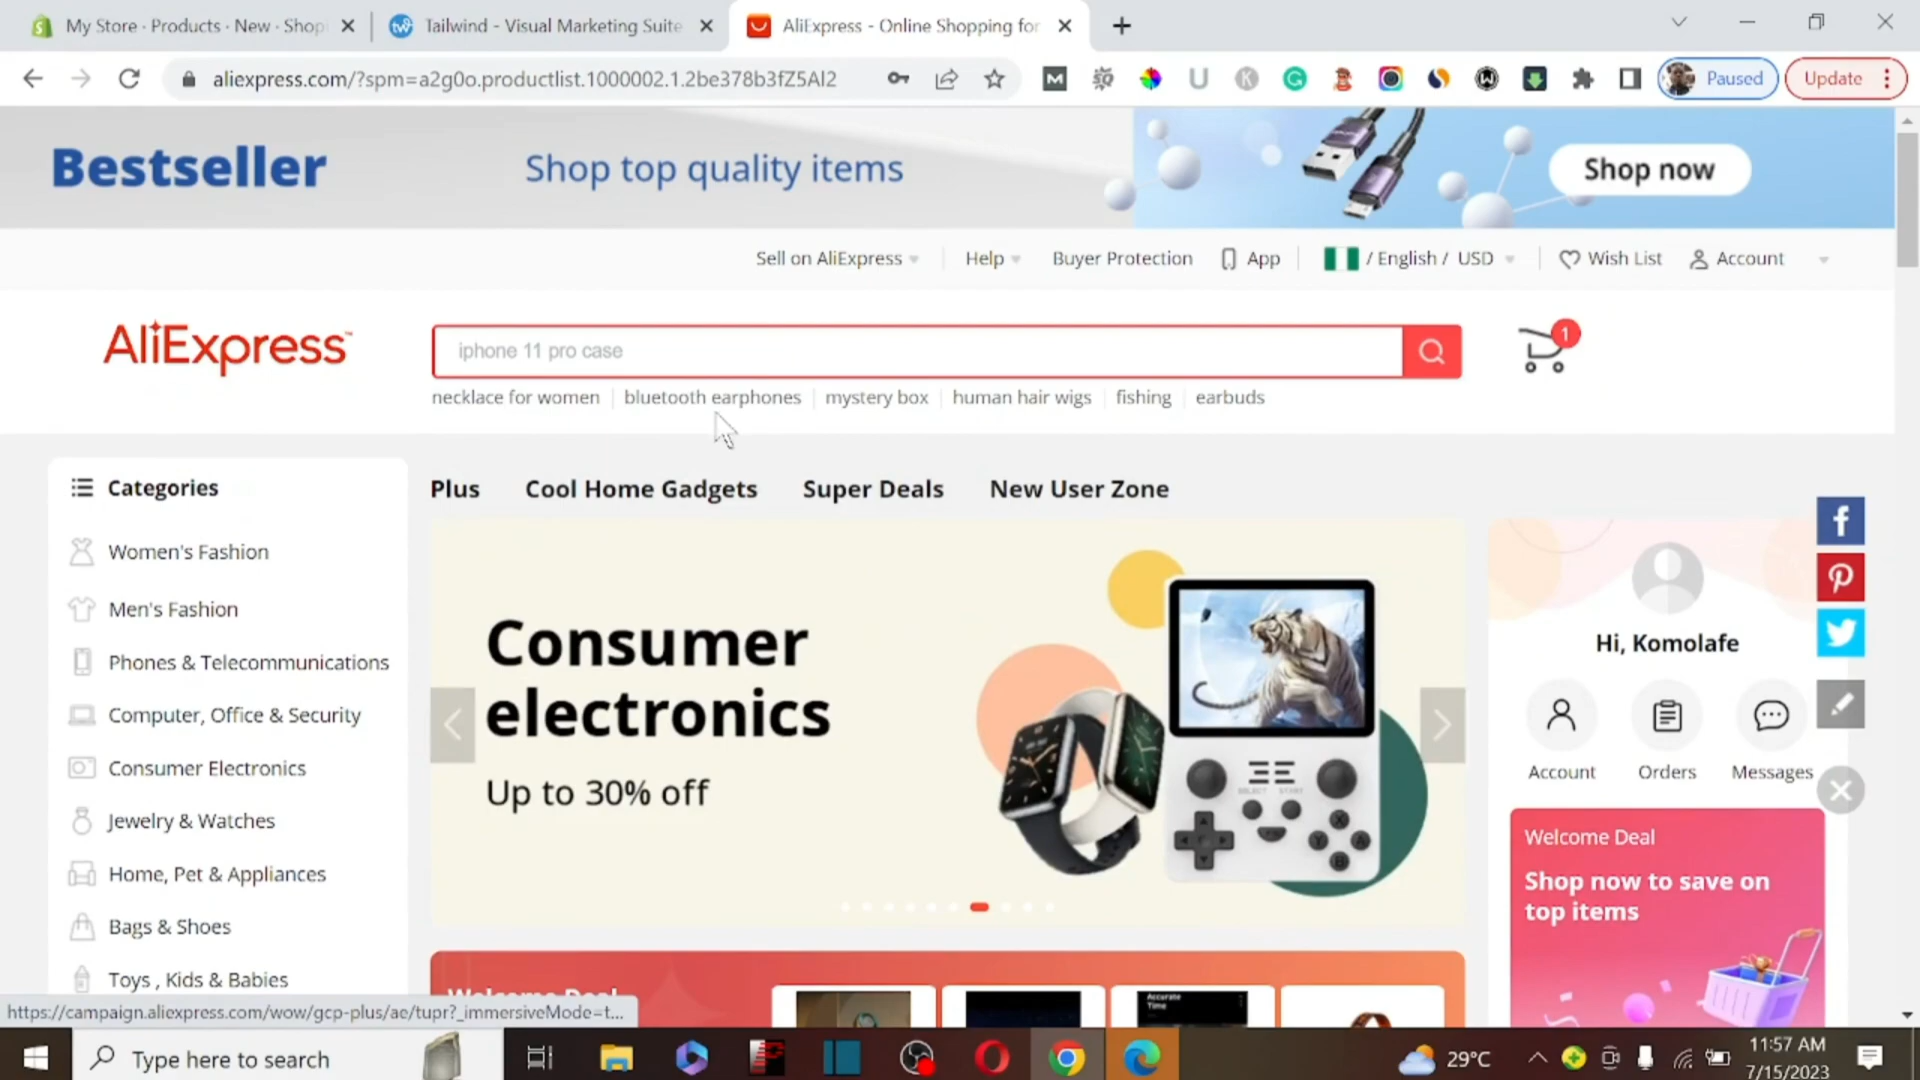 My Store · Products · New · Shop
Tailwind - Visual Marketing Suite
AliExpress - Online Shopping for
aliexpress.com/?spm=a2g0o.productlist.1000002.1.2be378b3fZ5Al2
Paused
Update
Bestseller
Shop top quality items
Shop now
Sell on AliExpress
Help
Buyer Protection
App
/ English / USD
Wish List
Account
AliExpress
iphone 11 pro case
1
necklace for women
bluetooth earphones
mystery box
human hair wigs
fishing
earbuds
Categories
Plus
Cool Home Gadgets
Super Deals
New User Zone
Women's Fashion
Men's Fashion
Phones & Telecommunications
Computer, Office & Security
Consumer Electronics
Jewelry & Watches
Home, Pet & Appliances
Bags & Shoes
Toys , Kids & Babies
Consumer
electronics
Up to 30% off
SELECT START
X
Y
A
B
Hi, Komolafe
Account
Orders
Messages
Welcome Deal
Shop now to save on
top items
Welcome Deal
Accurate
Time
https://campaign.aliexpress.com/wow/gcp-plus/ae/tupr?_immersiveMode=t...
Type here to search
29°C
11:57 AM
7/15/2023